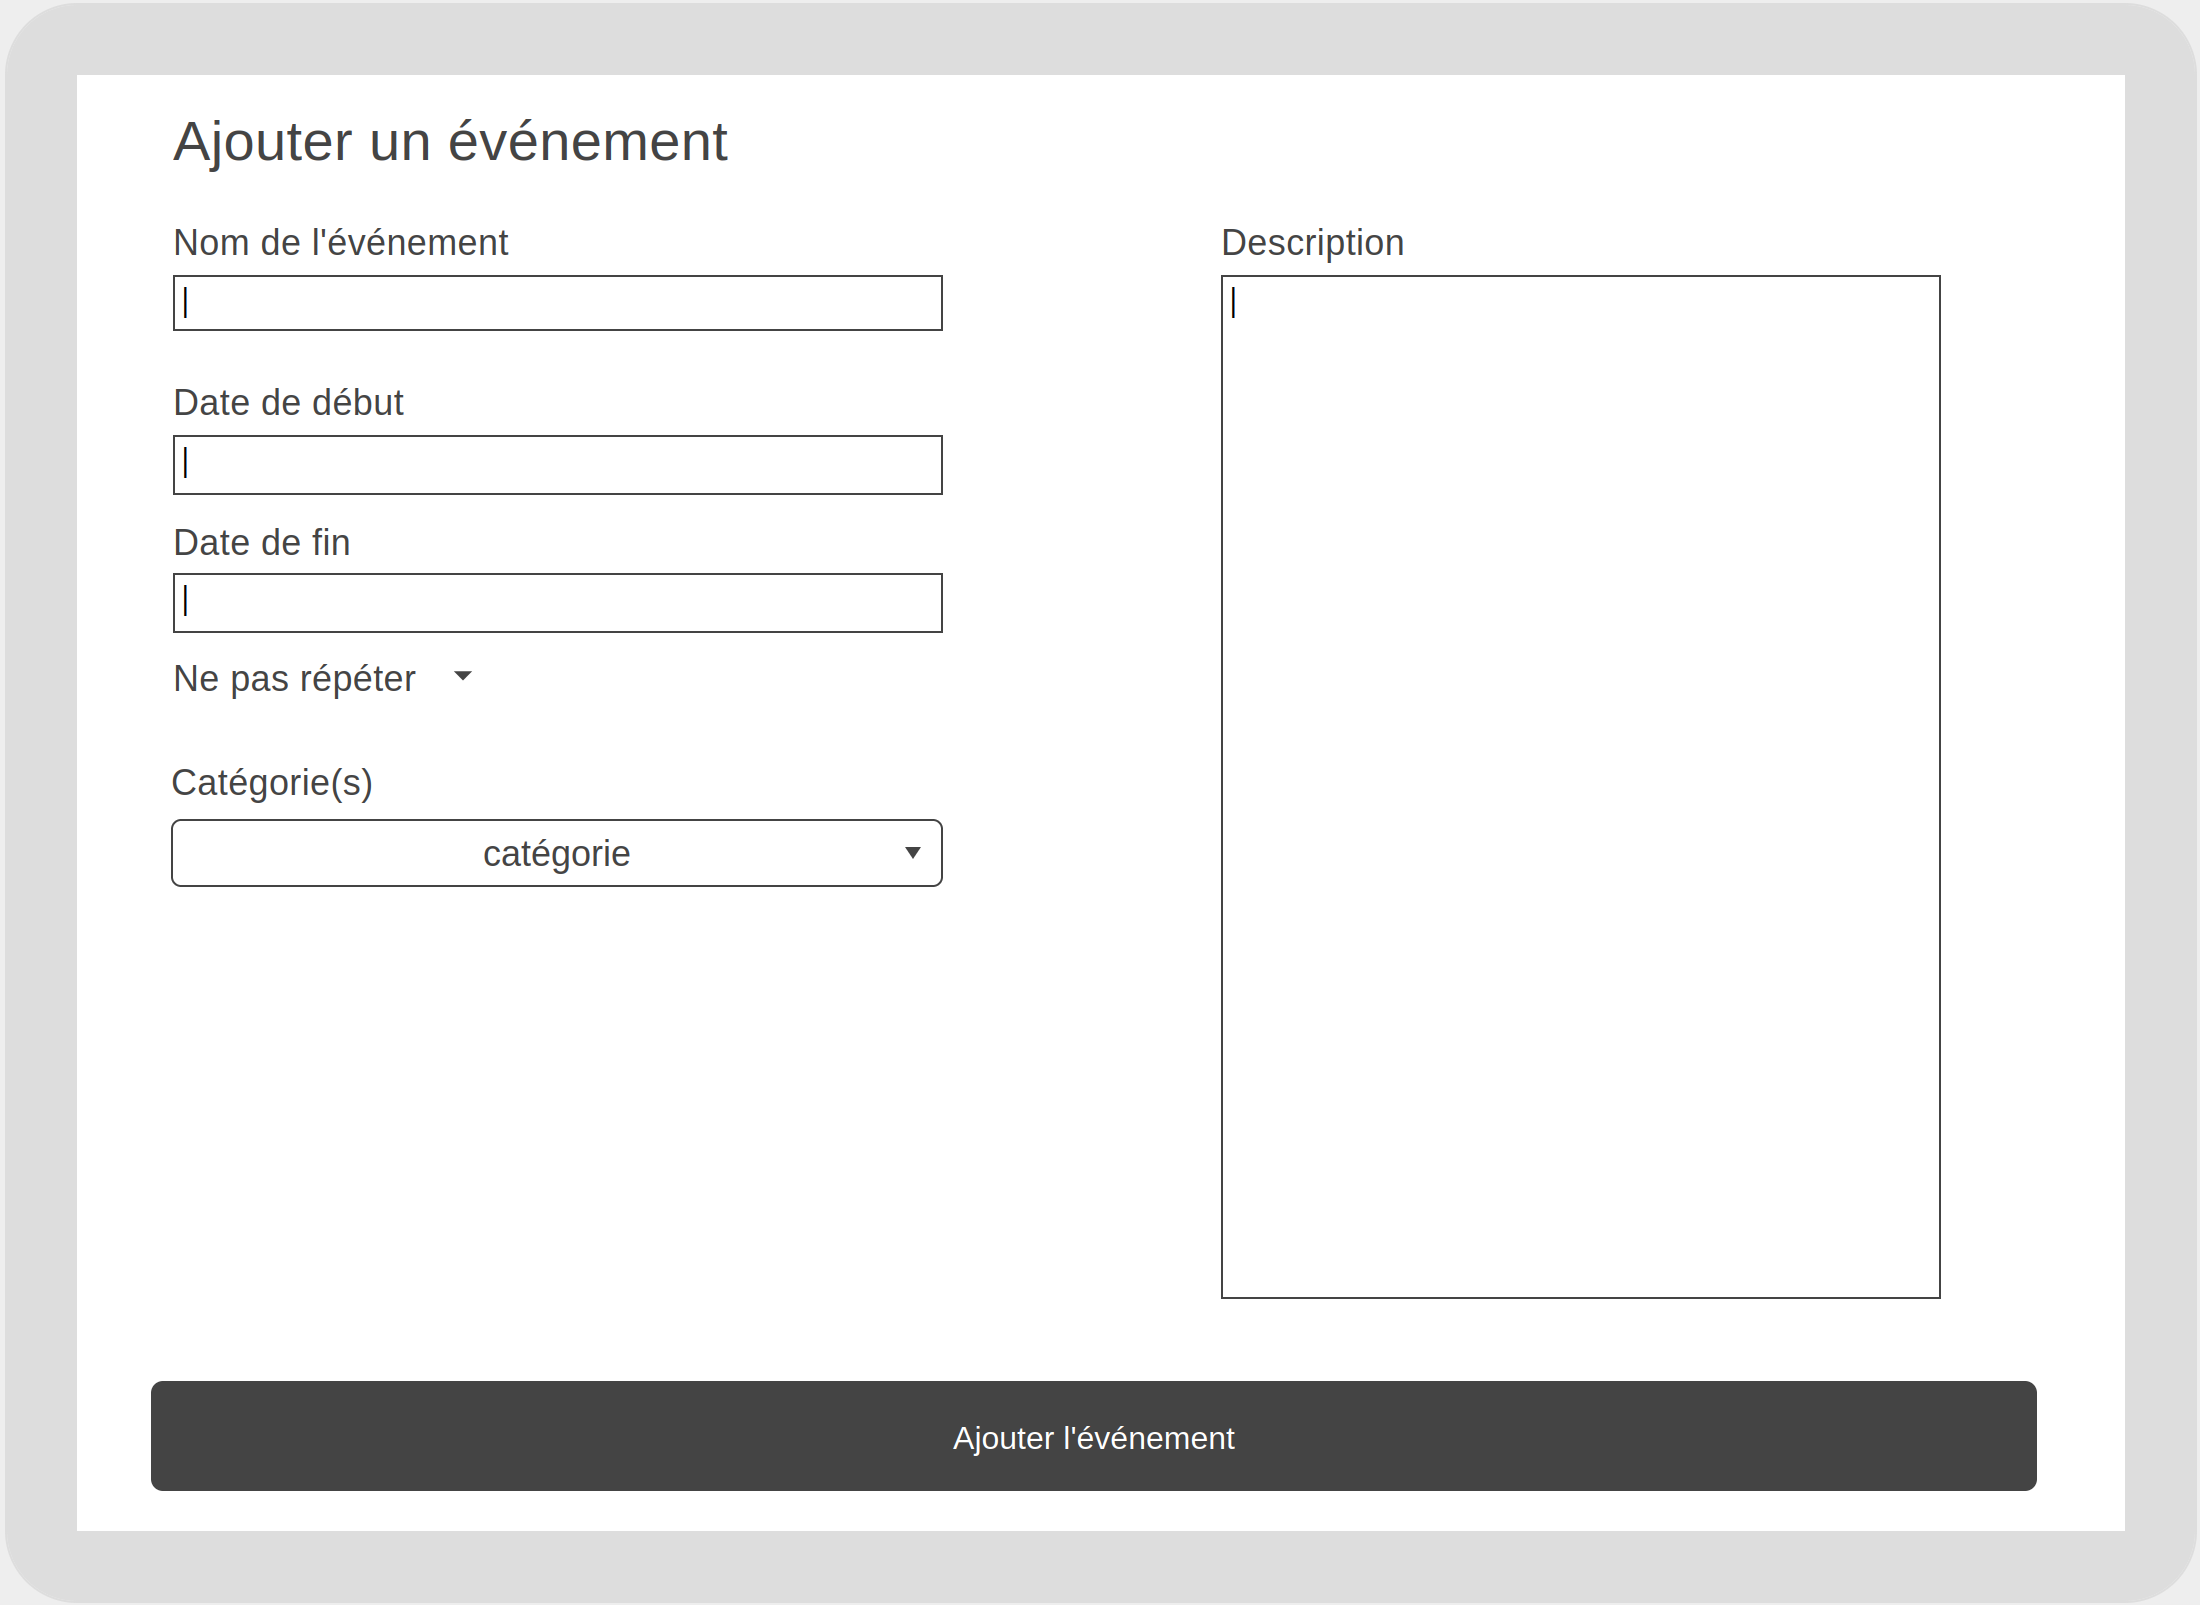 Ajouter un événement
Nom de l'événement
Date de début
Date de fin
Ne pas répéter
Catégorie(s)
catégorie
Description
Ajouter l'événement